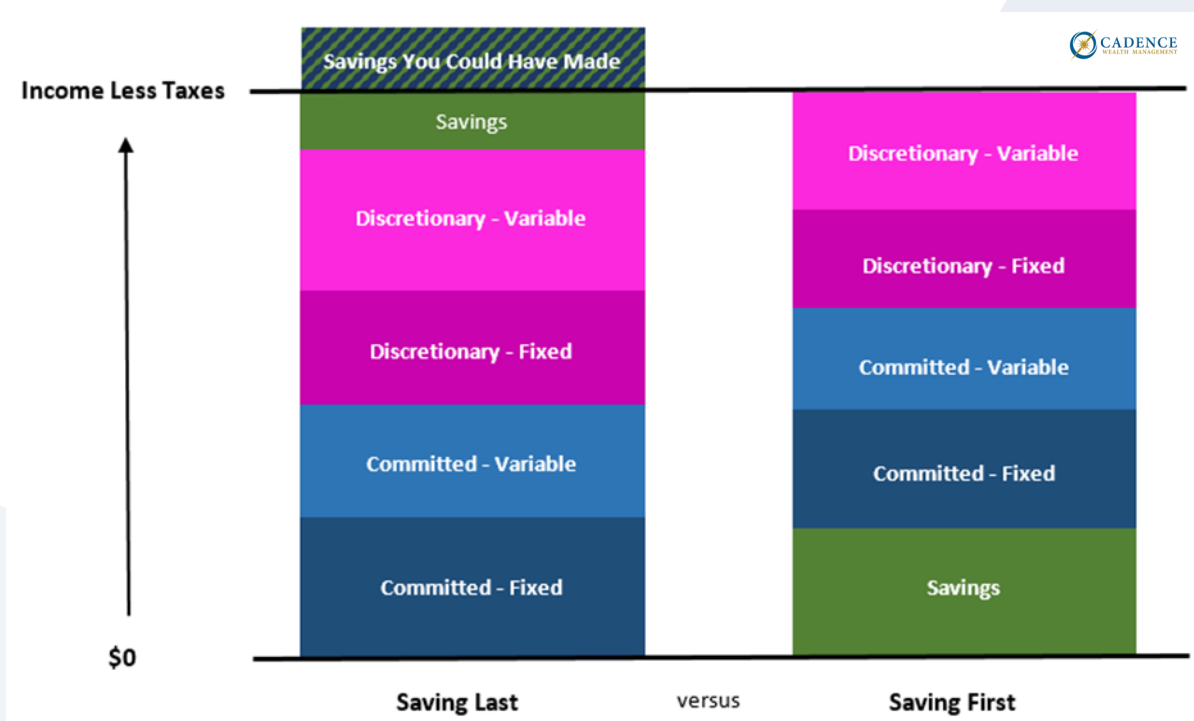 CADENCE
WEALTH MANAGEMENT
Savings You Could Have Made
Income Less Taxes
Savings
Discretionary - Variable
Discretionary - Fixed
Committed - Variable
Committed - Fixed
Discretionary - Variable
Discretionary - Fixed
Committed - Variable
Committed - Fixed
Savings
$0
Saving Last
versus
Saving First